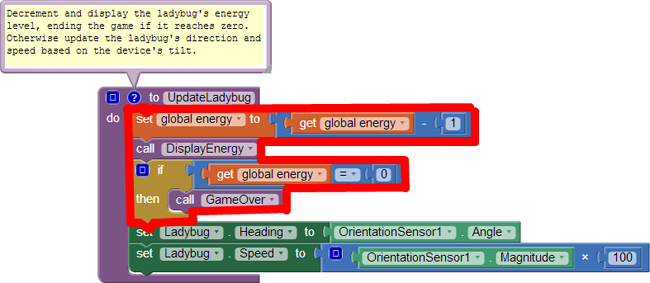 Decrement and display the ladybug's energy
level, ending the game if it reaches zero.
Otherwise update the ladybug's direction and
speed based on the device's tilt.
? to UpdateLadybug
do set global energy to get global energy - 1
call DisplayEnergy
if get global energy = 0
then call GameOver
set Ladybug . Heading to OrientationSensor1 . Angle
set Ladybug . Speed to OrientationSensor1 . Magnitude × 100